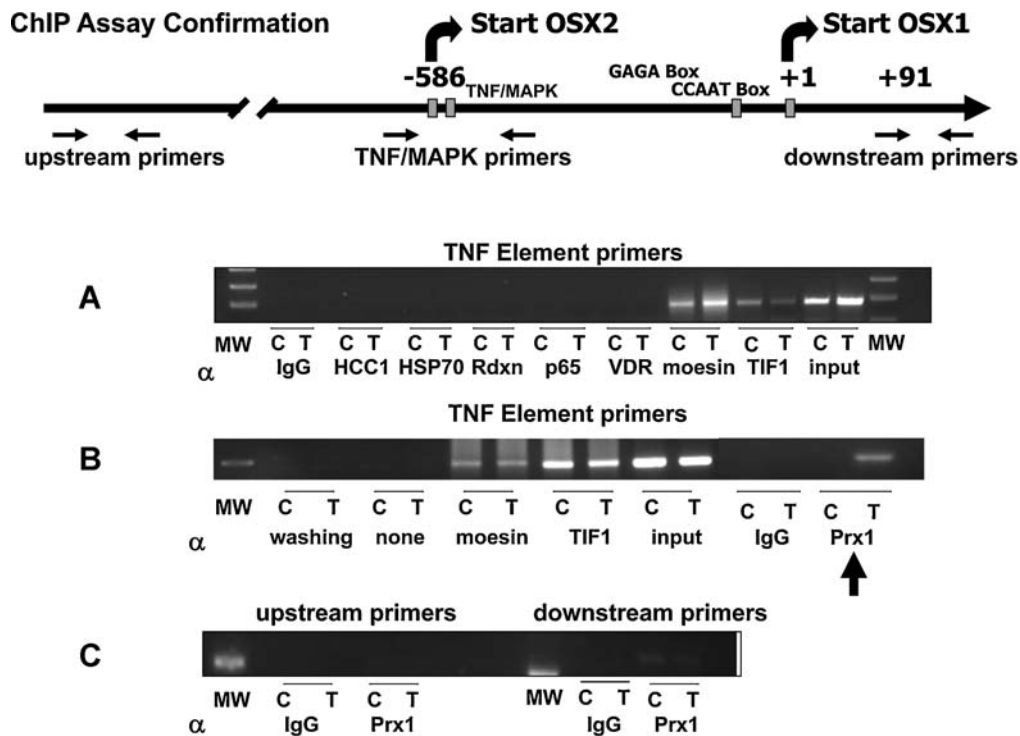 ChIP Assay Confirmation
Start OSX2
Start OSX1
-586
TNF/MAPK
GAGA Box
CCAAT Box
+1
+91
upstream primers
TNF/MAPK primers
downstream primers
TNF Element primers
A
MW C T C T C T C T C T C T C T C T C T MW
α IgG HCC1 HSP70 Rdxn p65 VDR moesin TIF1 input
TNF Element primers
B
MW C T C T C T C T C T C T C T
α washing none moesin TIF1 input IgG Prx1
upstream primers downstream primers
C
MW C T C T MW C T C T
α IgG Prx1 IgG Prx1